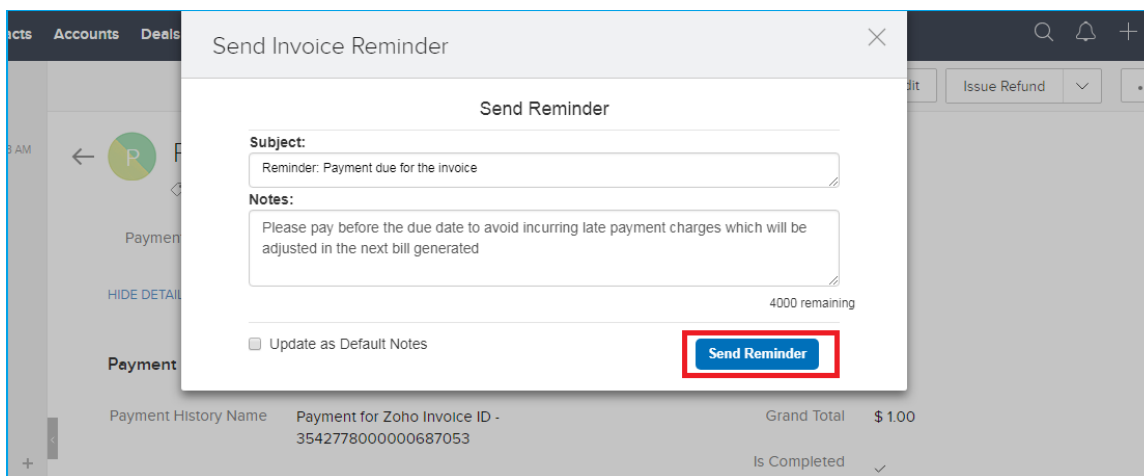 Accounts Deals
Send Invoice Reminder
Issue Refund
Send Reminder
Subject:
Reminder: Payment due for the invoice
Notes:
Please pay before the due date to avoid incurring late payment charges which will be
adjusted in the next bill generated
4000 remaining
Update as Default Notes
Send Reminder
AM
P
HIDE
Payment
Payment History Name
Payment for Zoho Invoice ID -
3542778000000687053
Grand Total
$ 1.00
Is Completed